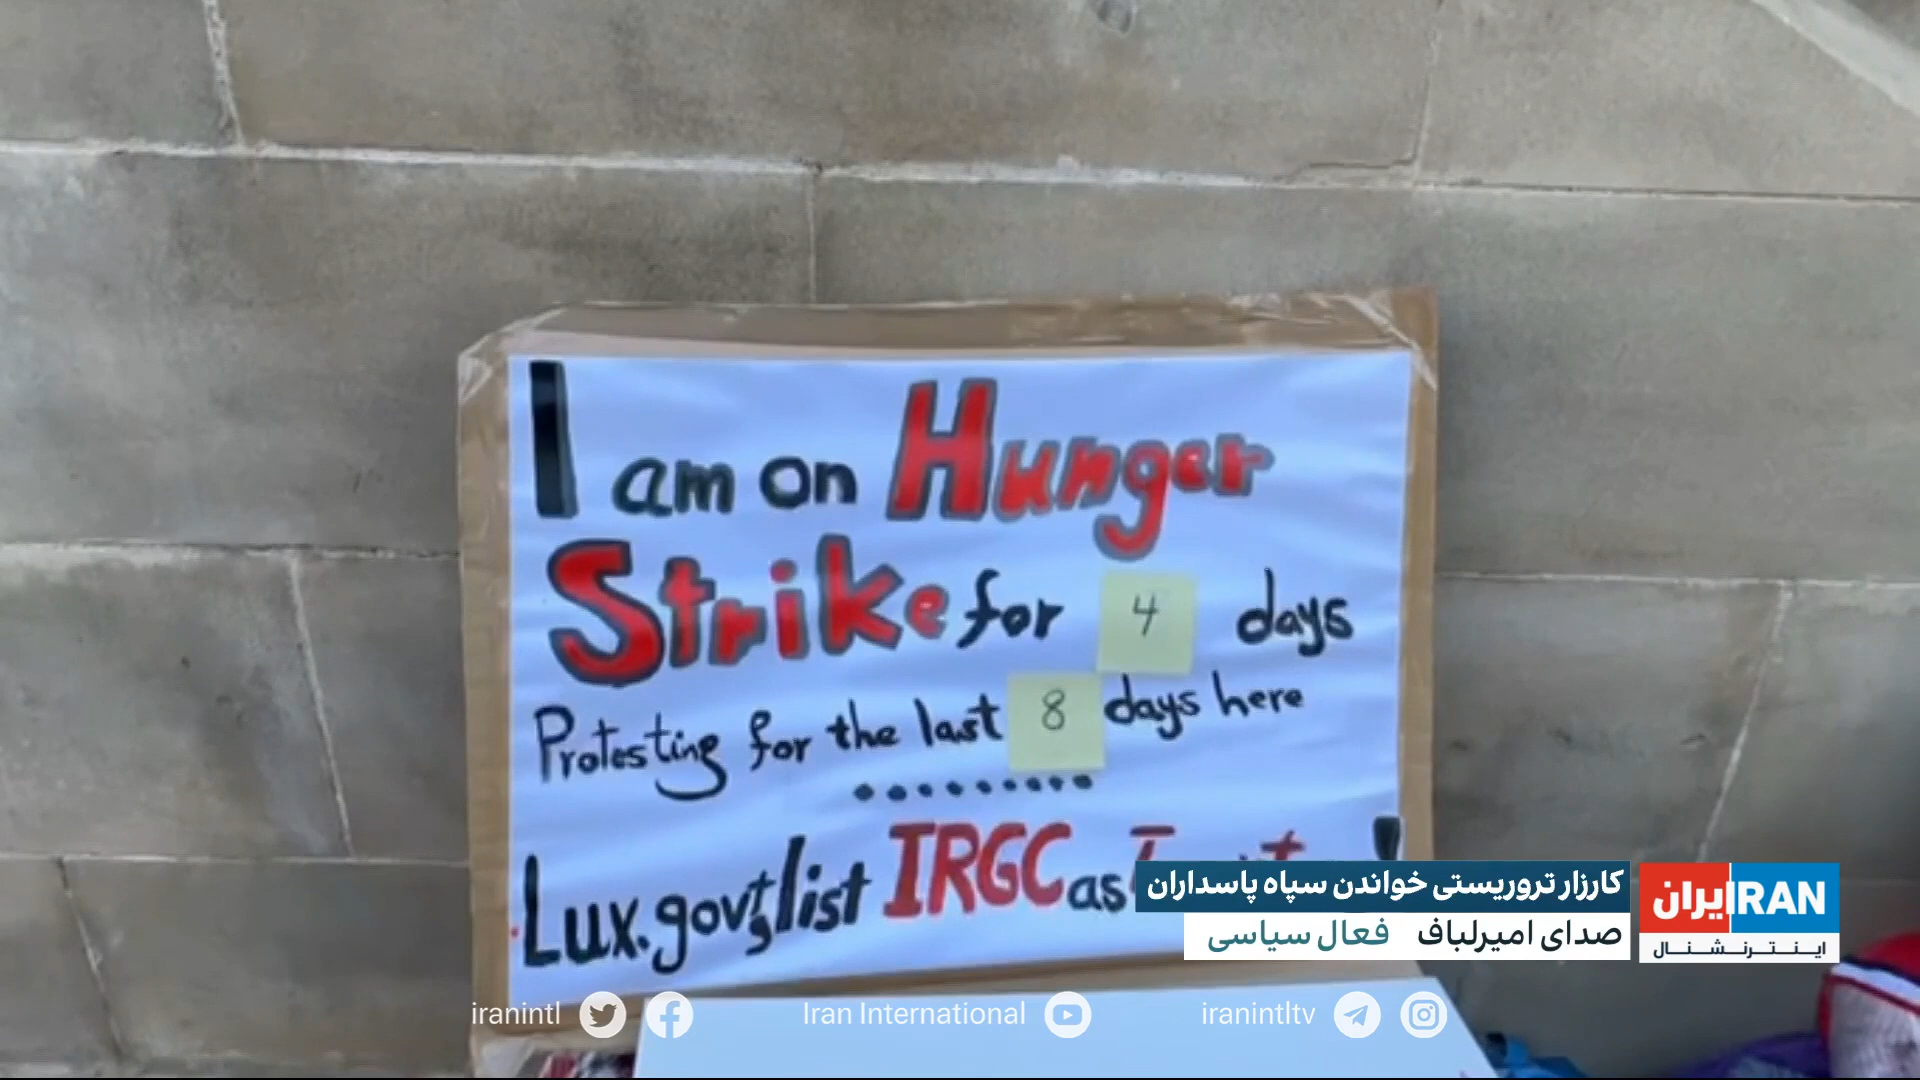 I am on Hunger
Strike for 4 days
Protesting for the last 8 days here
Lux. gov't, list IRGC as
کارزار تروریستی خواندن سپاه پاسداران
صدای امیرلباف فعال سیاسی
ایران IRAN
اینترنشنال
iranintl Iran International iranintltv